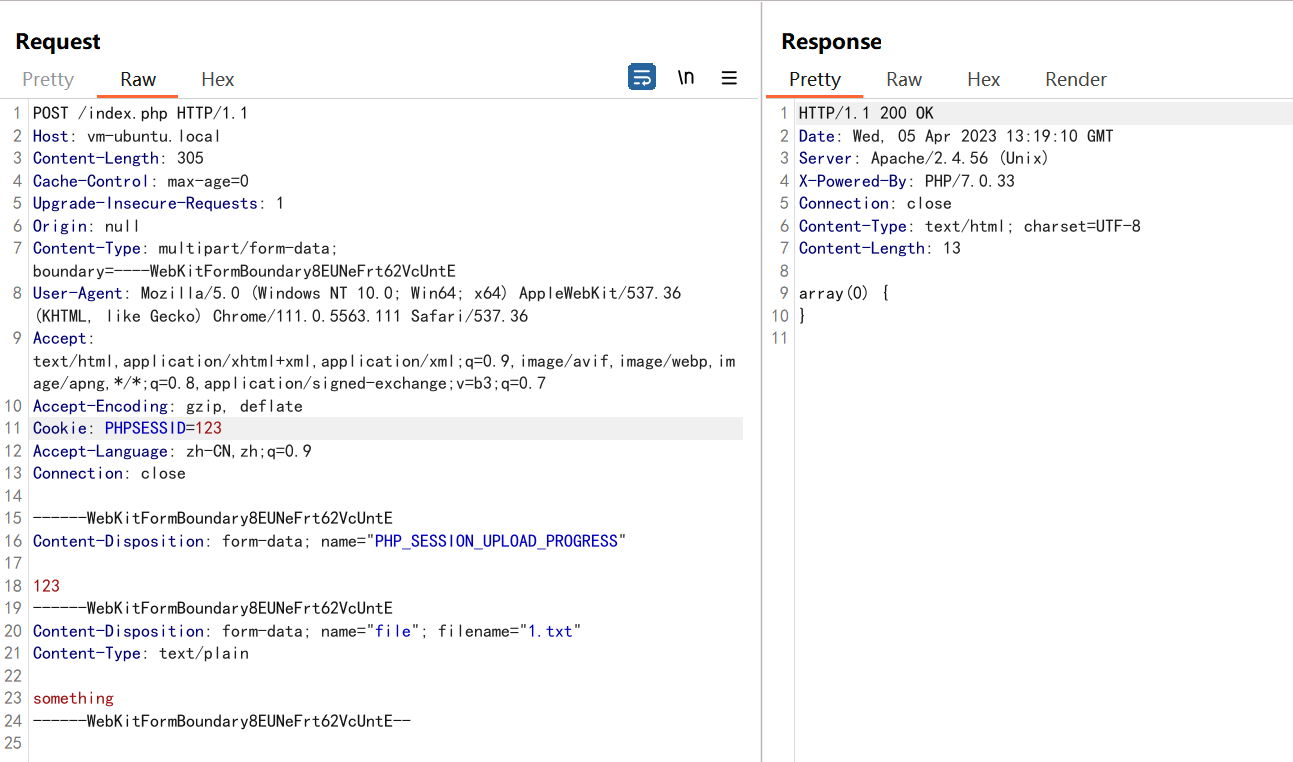 Request
Pretty Raw Hex
\n
1 POST /index.php HTTP/1.1
2 Host: vm-ubuntu.local
3 Content-Length: 305
4 Cache-Control: max-age=0
5 Upgrade-Insecure-Requests: 1
6 Origin: null
7 Content-Type: multipart/form-data;
boundary=----WebKitFormBoundary8EUNeFrt62VcUntE
8 User-Agent: Mozilla/5.0 (Windows NT 10.0; Win64; x64) AppleWebKit/537.36
(KHTML, like Gecko) Chrome/111.0.5563.111 Safari/537.36
9 Accept:
text/html,application/xhtml+xml,application/xml;q=0.9,image/avif,image/webp,im
age/apng,*/*;q=0.8,application/signed-exchange;v=b3;q=0.7
10 Accept-Encoding: gzip, deflate
11 Cookie: PHPSESSID=123
12 Accept-Language: zh-CN,zh;q=0.9
13 Connection: close
14
15 ------WebKitFormBoundary8EUNeFrt62VcUntE
16 Content-Disposition: form-data; name="PHP_SESSION_UPLOAD_PROGRESS"
17
18 123
19 ------WebKitFormBoundary8EUNeFrt62VcUntE
20 Content-Disposition: form-data; name="file"; filename="1.txt"
21 Content-Type: text/plain
22
23 something
24 ------WebKitFormBoundary8EUNeFrt62VcUntE--
25
Response
Pretty Raw Hex Render
1 HTTP/1.1 200 OK
2 Date: Wed, 05 Apr 2023 13:19:10 GMT
3 Server: Apache/2.4.56 (Unix)
4 X-Powered-By: PHP/7.0.33
5 Connection: close
6 Content-Type: text/html; charset=UTF-8
7 Content-Length: 13
8
9 array(0) {
10 }
11